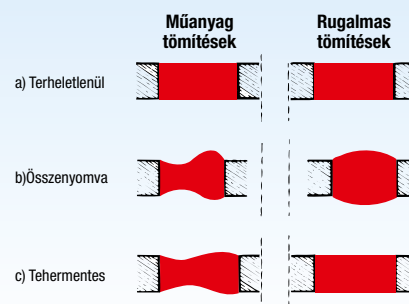 Műanyag
tömítések
Rugalmas
tömítések
a) Terheletlenül
b)Összenyomva
c) Tehermentes